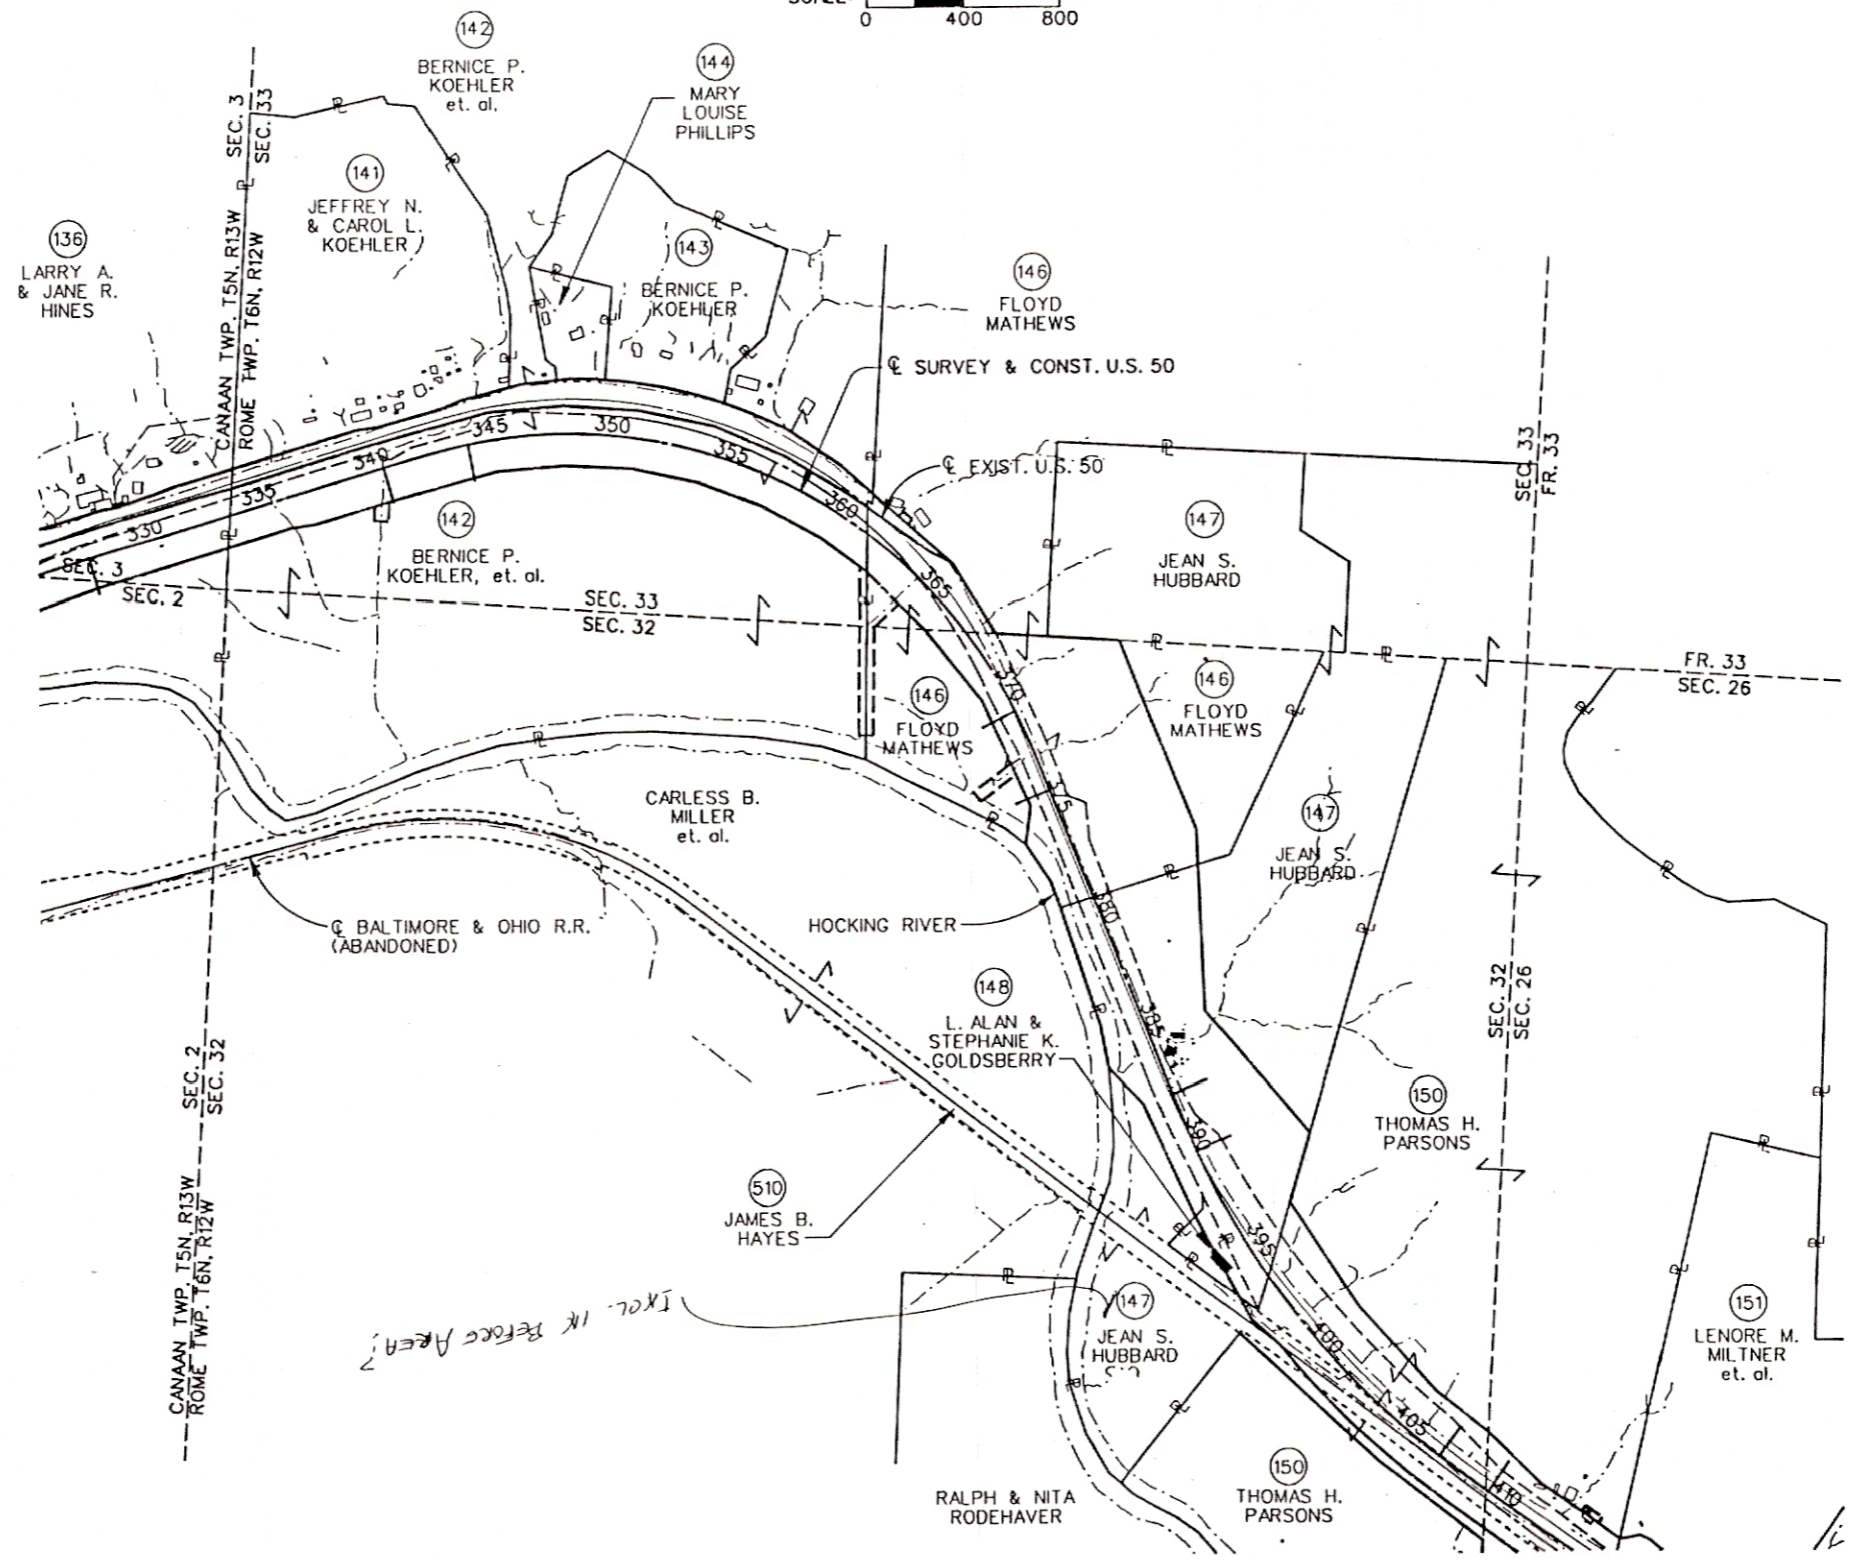 0 400 800
142
BERNICE P.
KOEHLER
et. al.
144
MARY
LOUISE
PHILLIPS
SEC. 3
SEC. 33
141
JEFFREY N.
& CAROL L.
KOEHLER
136
LARRY A.
& JANE R.
HINES
CANAAN TWP. T5N, R13W
ROME TWP. T6N, R12W
143
BERNICE P.
KOEHLER
146
FLOYD
MATHEWS
℄ SURVEY & CONST. U.S. 50
℄ EXIST. U.S. 50
330
335
340
345
350
355
360
365
370
375
380
385
390
395
400
405
410
SEC. 33
FR. 33
147
JEAN S.
HUBBARD
142
BERNICE P.
KOEHLER, et. al.
SEC. 3
SEC. 2
SEC. 33
SEC. 32
FR. 33
SEC. 26
146
FLOYD
MATHEWS
146
FLOYD
MATHEWS
CARLESS B.
MILLER
et. al.
147
JEAN S.
HUBBARD
℄ BALTIMORE & OHIO R.R.
(ABANDONED)
HOCKING RIVER
148
L. ALAN &
STEPHANIE K.
GOLDSBERRY
SEC. 32
SEC. 26
SEC. 2
SEC. 32
150
THOMAS H.
PARSONS
510
JAMES B.
HAYES
CANAAN TWP. T5N, R13W
ROME TWP. T6N, R12W
INCL. IN BEFORE AREA?
147
JEAN S.
HUBBARD
151
LENORE M.
MILTNER
et. al.
RALPH & NITA
RODEHAVER
150
THOMAS H.
PARSONS